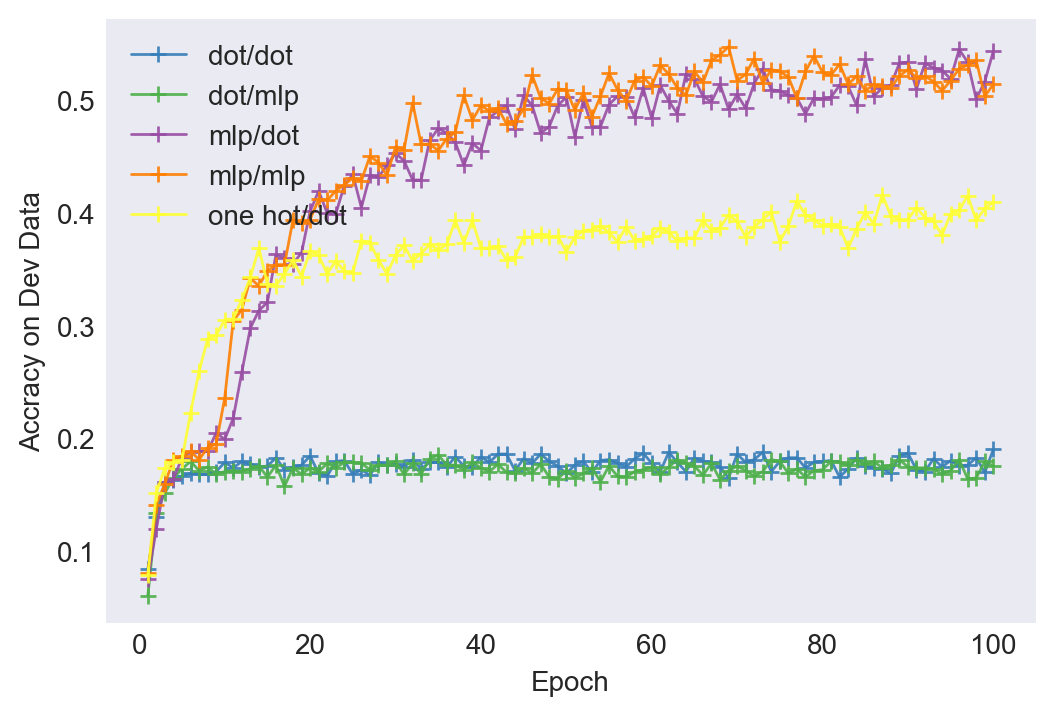 dot/dot
dot/mlp
mlp/dot
mlp/mlp
one hot/dot
0.5
0.4
0.3
0.2
0.1
Accracy on Dev Data
0 20 40 60 80 100
Epoch